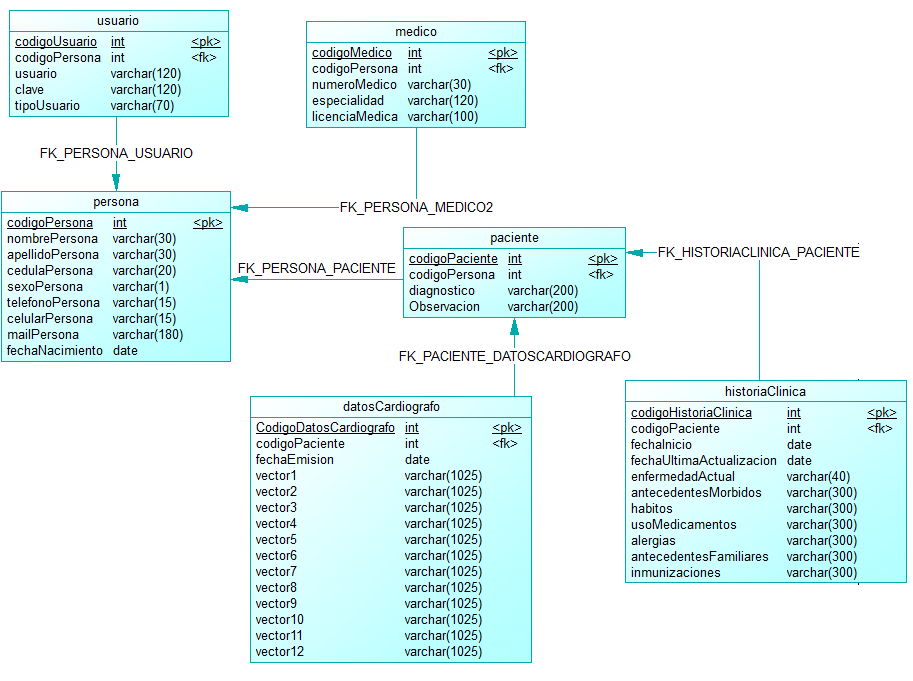 usuario
codigoUsuario int <pk>
codigoPersona int <fk>
usuario varchar(120)
clave varchar(120)
tipoUsuario varchar(70)
medico
codigoMedico int <pk>
codigoPersona int <fk>
numeroMedico varchar(30)
especialidad varchar(120)
licenciaMedica varchar(100)
FK_PERSONA_USUARIO
persona
codigoPersona int <pk>
nombrePersona varchar(30)
apellidoPersona varchar(30)
cedulaPersona varchar(20)
sexoPersona varchar(1)
telefonoPersona varchar(15)
celularPersona varchar(15)
mailPersona varchar(180)
fechaNacimiento date
FK_PERSONA_MEDICO2
FK_PERSONA_PACIENTE
paciente
codigoPaciente int <pk>
codigoPersona int <fk>
diagnostico varchar(200)
Observacion varchar(200)
FK_HISTORIACLINICA_PACIENTE
FK_PACIENTE_DATOSCARDIOGRAFO
datosCardiografo
CodigoDatosCardiografo int <pk>
codigoPaciente int <fk>
fechaEmision date
vector1 varchar(1025)
vector2 varchar(1025)
vector3 varchar(1025)
vector4 varchar(1025)
vector5 varchar(1025)
vector6 varchar(1025)
vector7 varchar(1025)
vector8 varchar(1025)
vector9 varchar(1025)
vector10 varchar(1025)
vector11 varchar(1025)
vector12 varchar(1025)
historiaClinica
codigoHistoriaClinica int <pk>
codigoPaciente int <fk>
fechaInicio date
fechaUltimaActualizacion date
enfermedadActual varchar(40)
antecedentesMorbidos varchar(300)
habitos varchar(300)
usoMedicamentos varchar(300)
alergias varchar(300)
antecedentesFamiliares varchar(300)
inmunizaciones varchar(300)